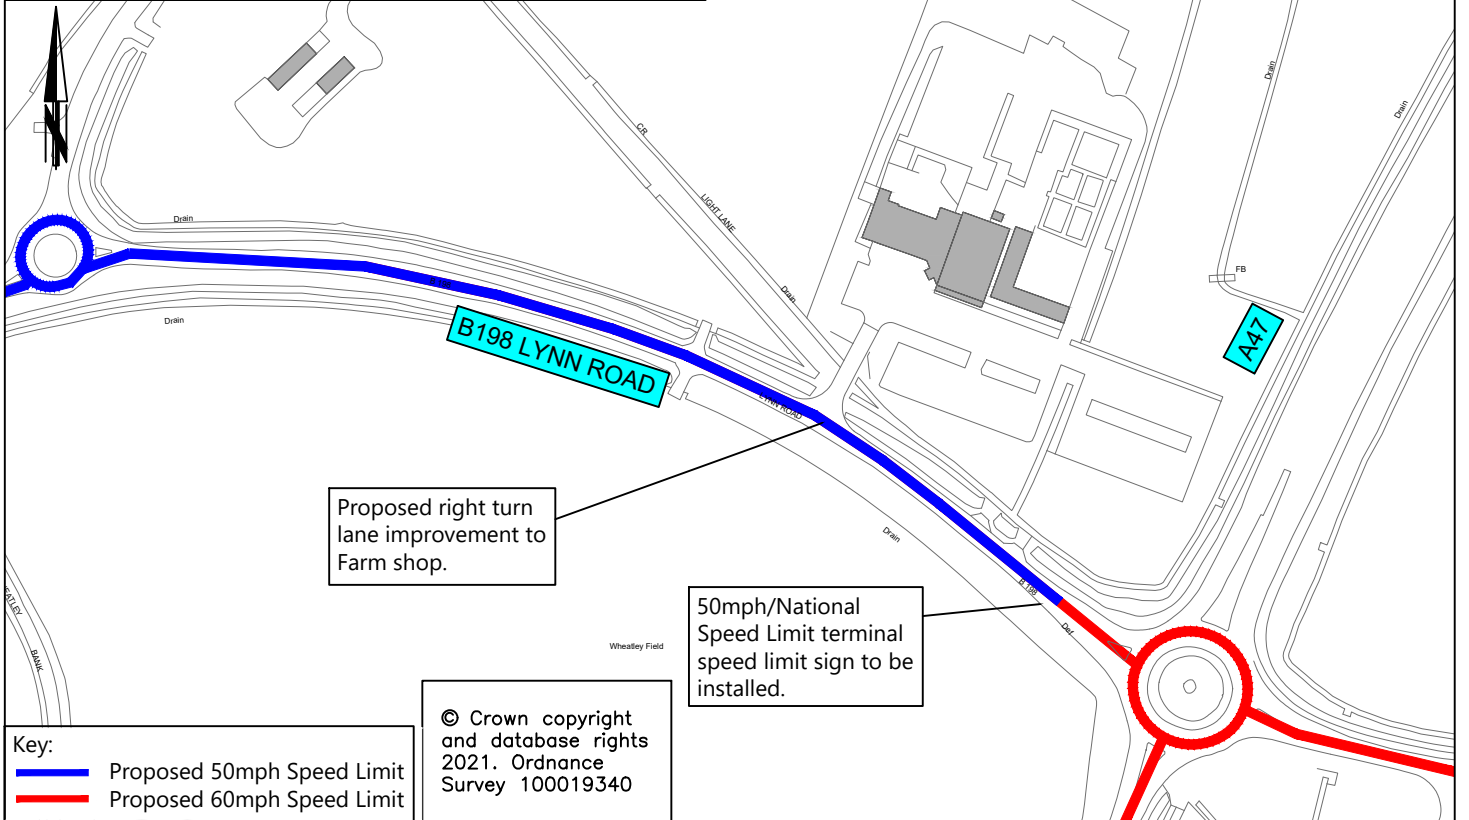 N
Drain
Drain
CR
LIGHT LANE
Drain
Drain
Drain
FB
A47
B198 LYNN ROAD
LYNN ROAD
Proposed right turn
lane improvement to
Farm shop.
Drain
B 198
Def
50mph/National
Speed Limit terminal
speed limit sign to be
installed.
Wheatley Field
BANK
© Crown copyright
and database rights
2021. Ordnance
Survey 100019340
Key:
Proposed 50mph Speed Limit
Proposed 60mph Speed Limit